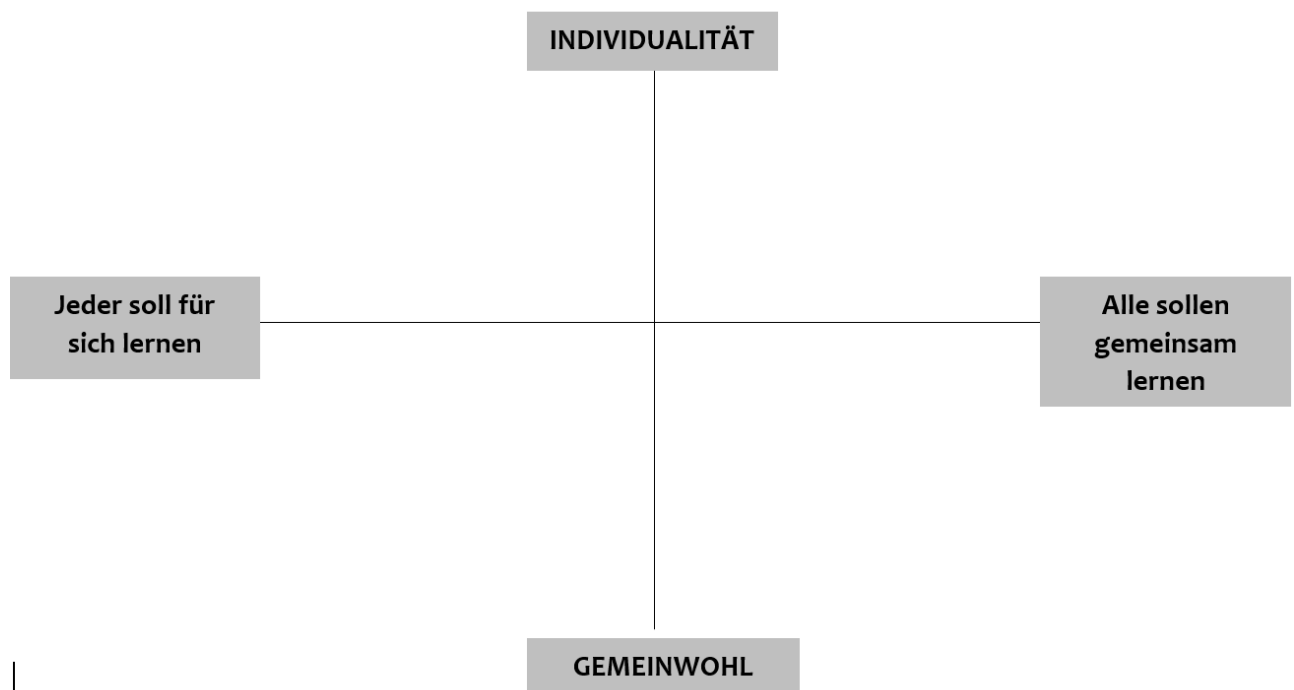 INDIVIDUALITÄT
Jeder soll für
sich lernen
Alle sollen
gemeinsam
lernen
GEMEINWOHL